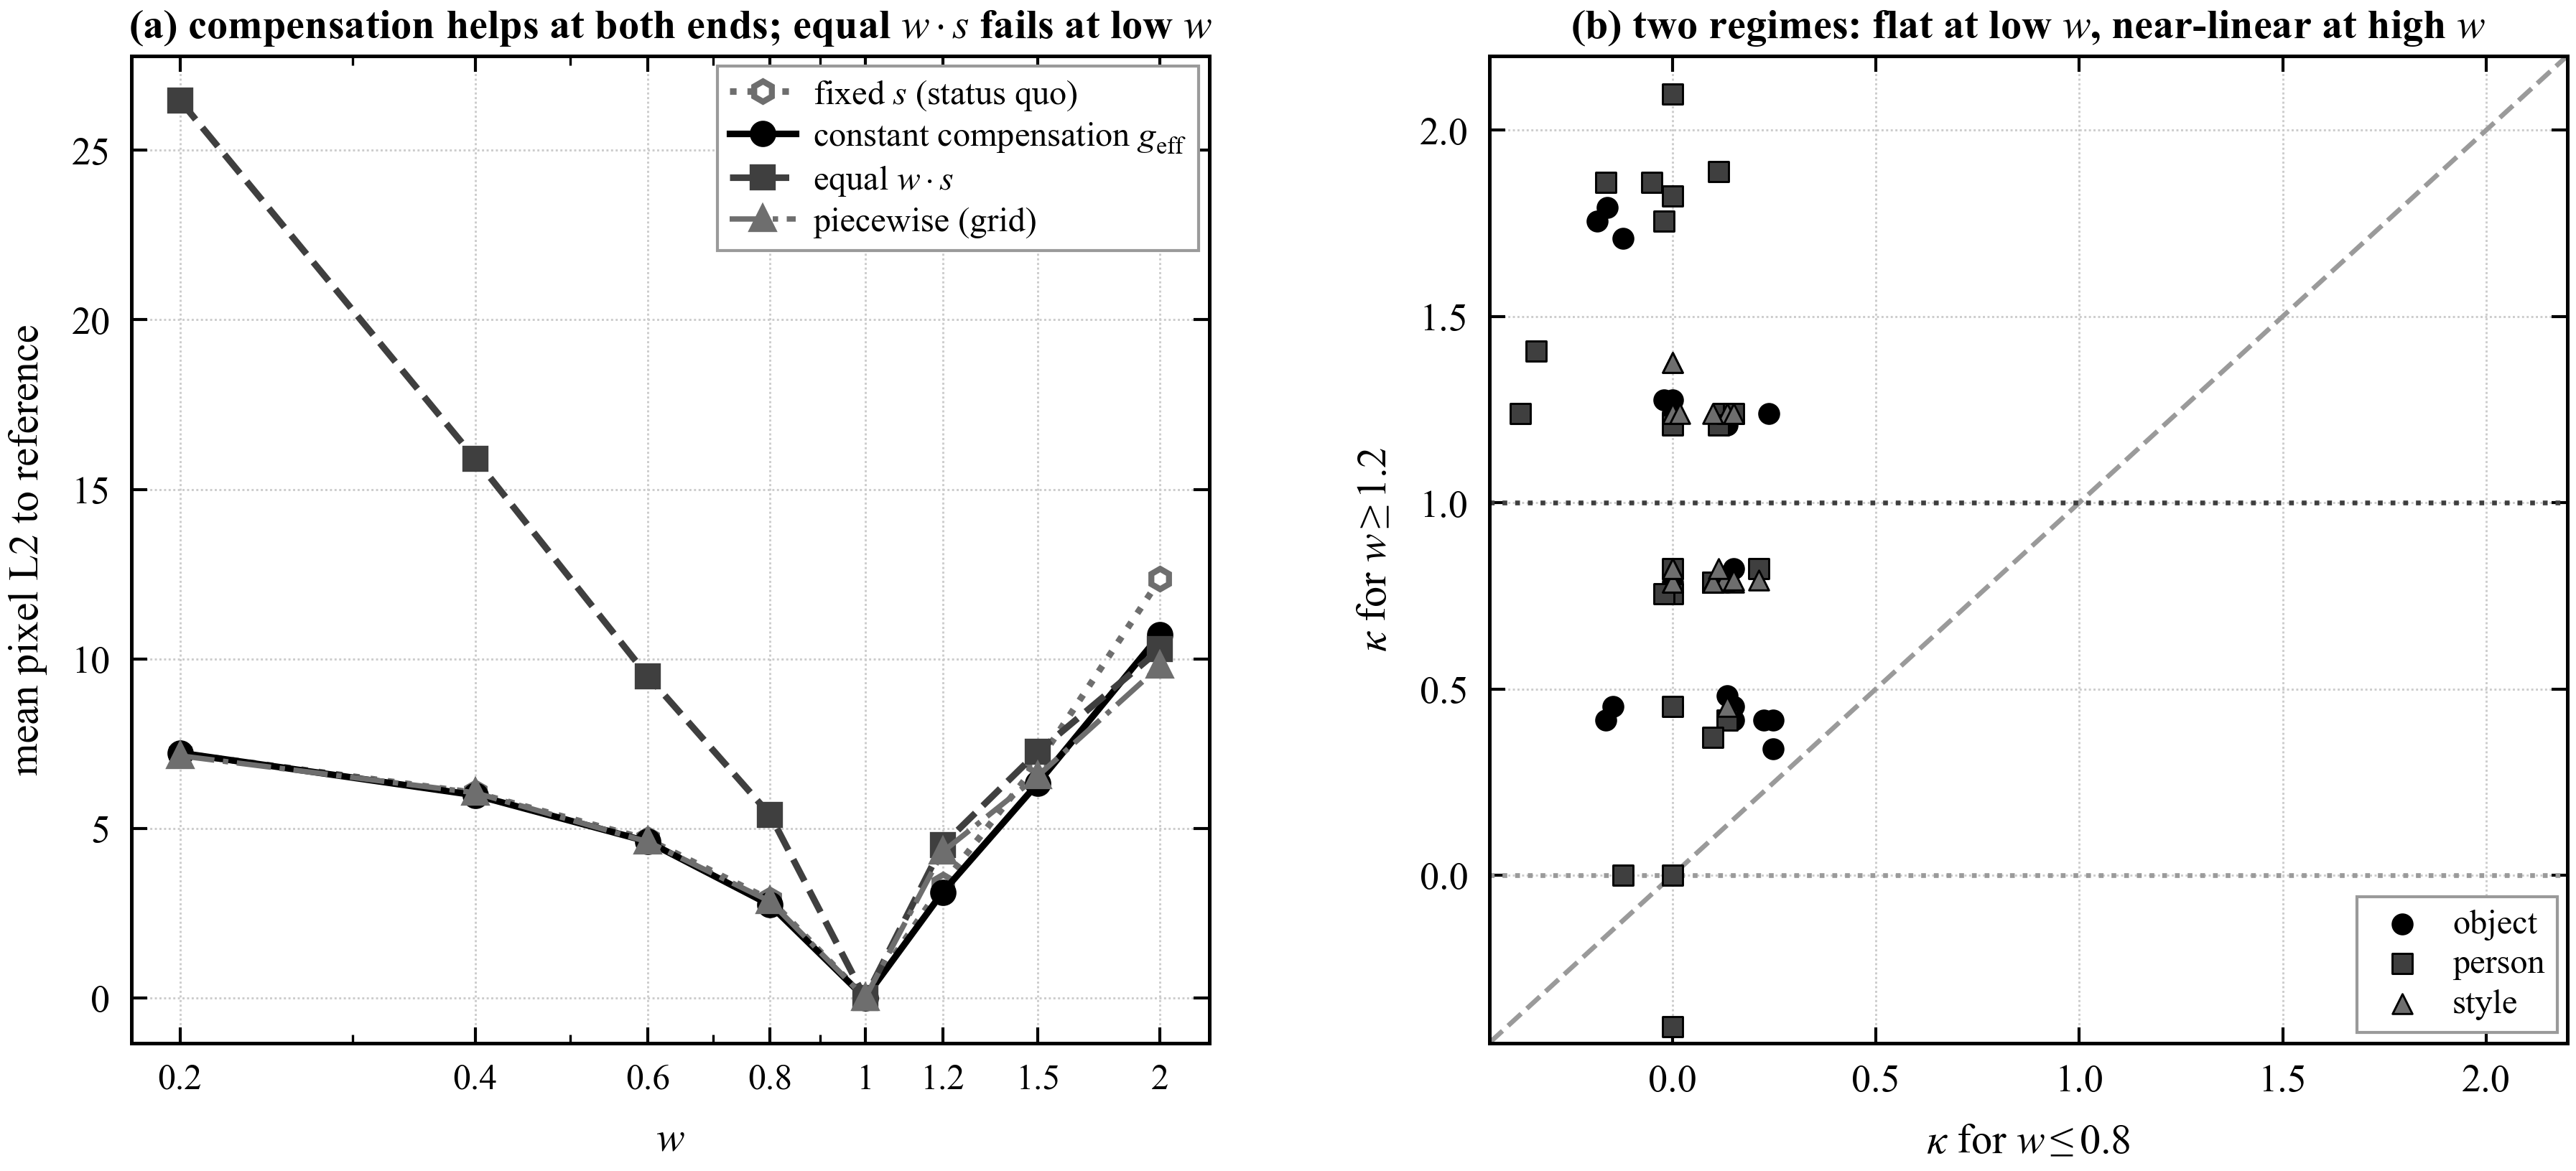 (a) compensation helps at both ends; equal w · s fails at low w
mean pixel L2 to reference
25
20
15
10
5
0
fixed s (status quo)
constant compensation g_eff
equal w · s
piecewise (grid)
0.2 0.4 0.6 0.8 1 1.2 1.5 2
w
(b) two regimes: flat at low w, near-linear at high w
κ for w ≥ 1.2
2.0
1.5
1.0
0.5
0.0
object
person
style
0.0 0.5 1.0 1.5 2.0
κ for w ≤ 0.8